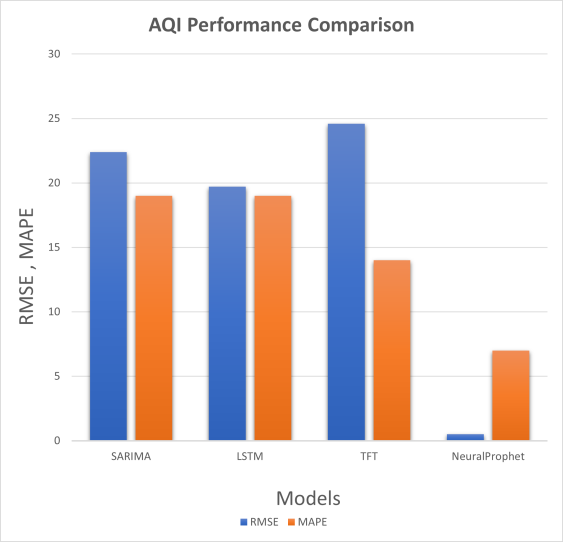 AQI Performance Comparison
30
25
20
15
10
5
0
RMSE , MAPE
SARIMA LSTM TFT NeuralProphet
Models
RMSE MAPE